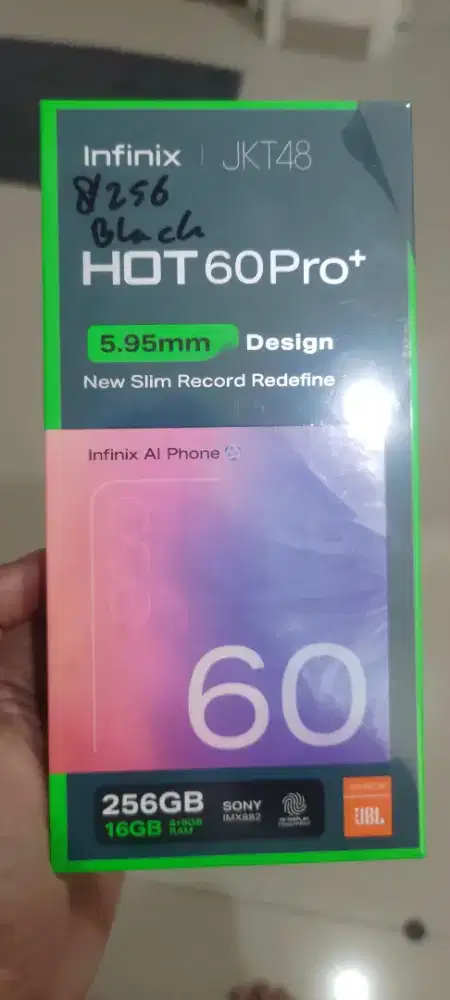 Infinix | JKT48
8/256
Black
HOT 60 Pro+
5.95mm Design
New Slim Record Redefine
Infinix AI Phone
60
256GB
16GB
RAM
SONY
IMX882
JBL